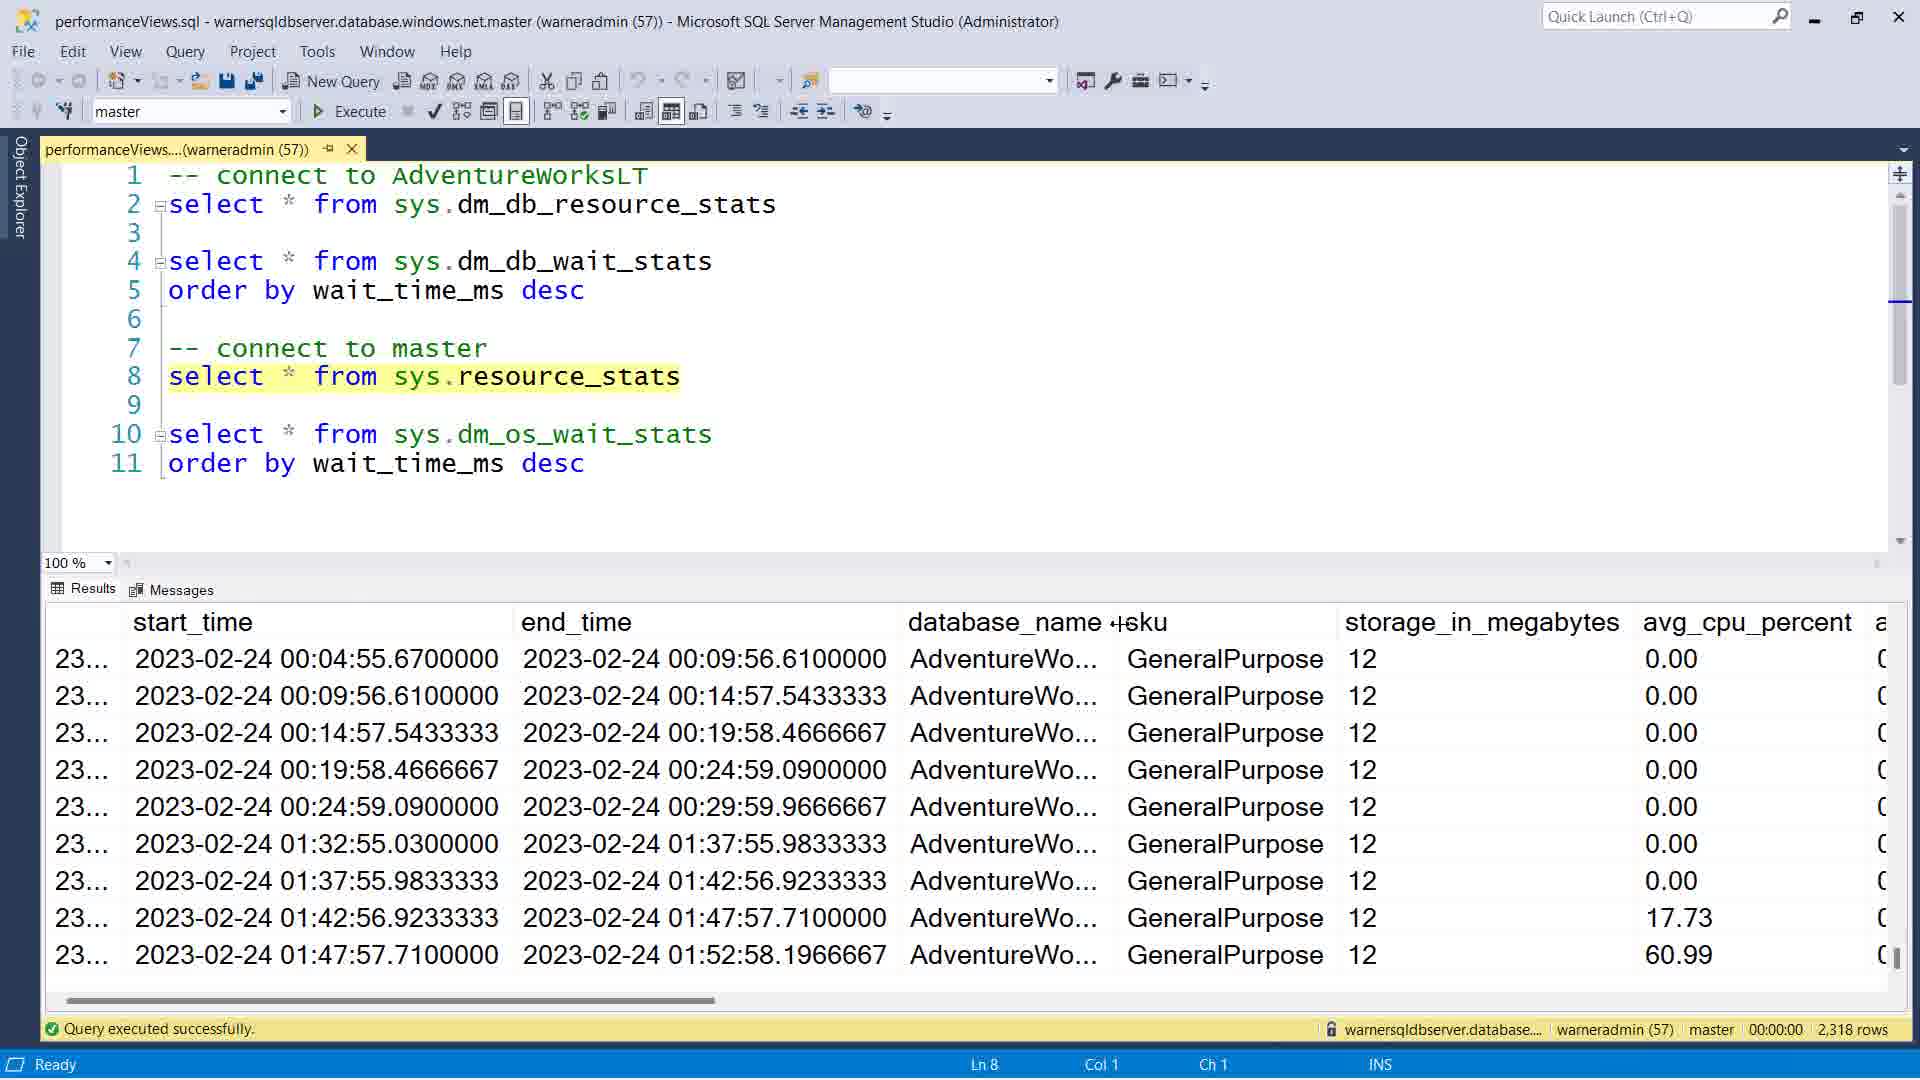 performanceViews.sql - warnersqldbserver.database.windows.net.master (warneradmin (57)) - Microsoft SQL Server Management Studio (Administrator)
Quick Launch (Ctrl+Q)
File Edit View Query Project Tools Window Help
New Query MDX DMX XMLA DAX
master Execute
Object Explorer
performanceViews....(warneradmin (57))
1 -- connect to AdventureWorksLT
2 select * from sys.dm_db_resource_stats
3
4 select * from sys.dm_db_wait_stats
5 order by wait_time_ms desc
6
7 -- connect to master
8 select * from sys.resource_stats
9
10 select * from sys.dm_os_wait_stats
11 order by wait_time_ms desc
100 %
Results Messages
start_time end_time database_name sku storage_in_megabytes avg_cpu_percent a
23... 2023-02-24 00:04:55.6700000 2023-02-24 00:09:56.6100000 AdventureWo... GeneralPurpose 12 0.00 0
23... 2023-02-24 00:09:56.6100000 2023-02-24 00:14:57.5433333 AdventureWo... GeneralPurpose 12 0.00 0
23... 2023-02-24 00:14:57.5433333 2023-02-24 00:19:58.4666667 AdventureWo... GeneralPurpose 12 0.00 0
23... 2023-02-24 00:19:58.4666667 2023-02-24 00:24:59.0900000 AdventureWo... GeneralPurpose 12 0.00 0
23... 2023-02-24 00:24:59.0900000 2023-02-24 00:29:59.9666667 AdventureWo... GeneralPurpose 12 0.00 0
23... 2023-02-24 01:32:55.0300000 2023-02-24 01:37:55.9833333 AdventureWo... GeneralPurpose 12 0.00 0
23... 2023-02-24 01:37:55.9833333 2023-02-24 01:42:56.9233333 AdventureWo... GeneralPurpose 12 0.00 0
23... 2023-02-24 01:42:56.9233333 2023-02-24 01:47:57.7100000 AdventureWo... GeneralPurpose 12 17.73 0
23... 2023-02-24 01:47:57.7100000 2023-02-24 01:52:58.1966667 AdventureWo... GeneralPurpose 12 60.99 0
Query executed successfully. warnersqldbserver.database.... warneradmin (57) master 00:00:00 2,318 rows
Ready Ln 8 Col 1 Ch 1 INS